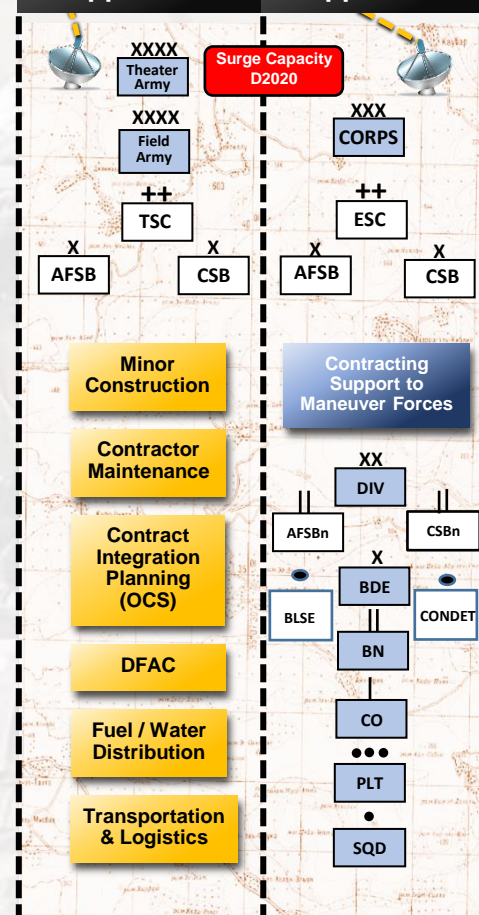 XXXX
Theater
Army
Surge Capacity
D2020
XXXX
Field
Army
XXX
CORPS
++
TSC
++
ESC
X
AFSB
X
CSB
X
AFSB
X
CSB
Minor
Construction
Contracting
Support to
Maneuver Forces
Contractor
Maintenance
XX
DIV
||
AFSBn
||
CSBn
Contract
Integration
Planning
(OCS)
X
BDE
BLSE
CONDET
||
BN
DFAC
|
CO
Fuel / Water
Distribution
●●●
PLT
Transportation
& Logistics
●
SQD